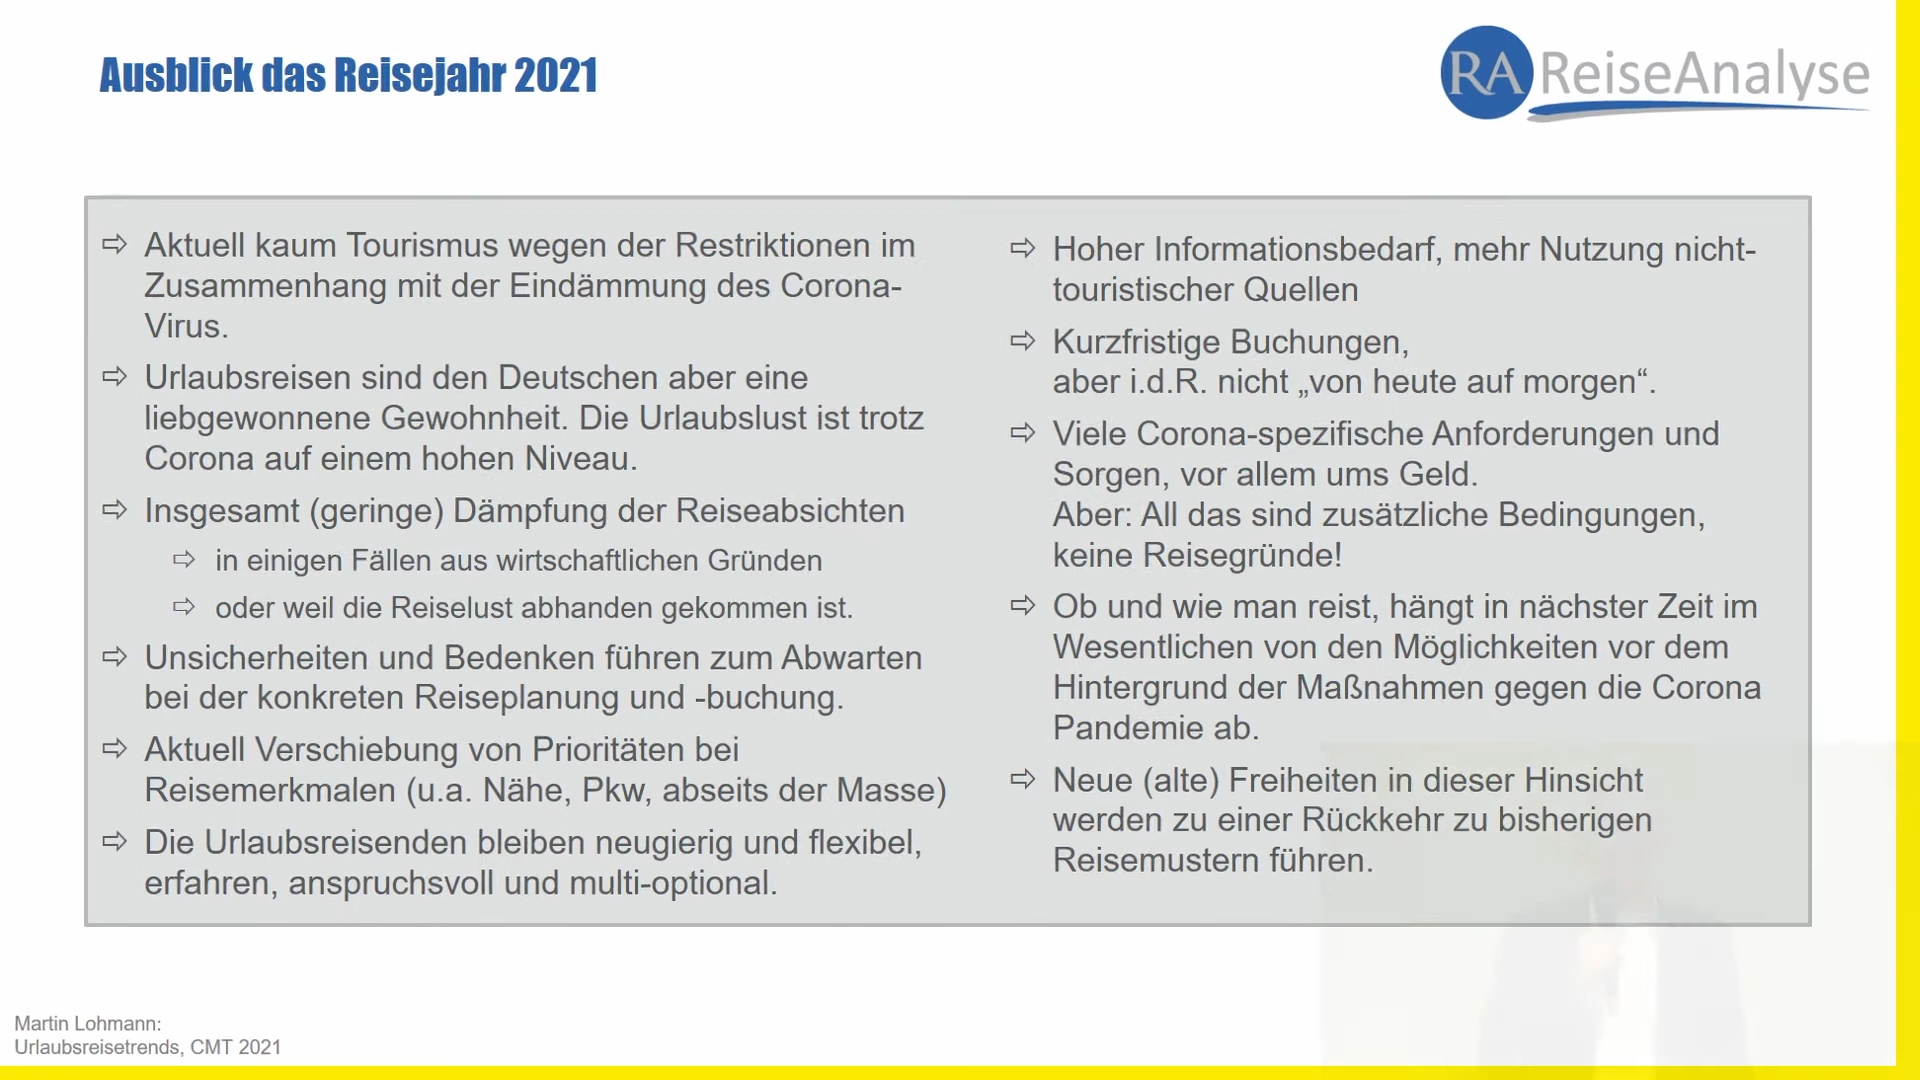 Ausblick das Reisejahr 2021
RA ReiseAnalyse
⇨ Aktuell kaum Tourismus wegen der Restriktionen im
Zusammenhang mit der Eindämmung des Corona-
Virus.
⇨ Urlaubsreisen sind den Deutschen aber eine
liebgewonnene Gewohnheit. Die Urlaubslust ist trotz
Corona auf einem hohen Niveau.
⇨ Insgesamt (geringe) Dämpfung der Reiseabsichten
⇨ in einigen Fällen aus wirtschaftlichen Gründen
⇨ oder weil die Reiselust abhanden gekommen ist.
⇨ Unsicherheiten und Bedenken führen zum Abwarten
bei der konkreten Reiseplanung und -buchung.
⇨ Aktuell Verschiebung von Prioritäten bei
Reisemerkmalen (u.a. Nähe, Pkw, abseits der Masse)
⇨ Die Urlaubsreisenden bleiben neugierig und flexibel,
erfahren, anspruchsvoll und multi-optional.
⇨ Hoher Informationsbedarf, mehr Nutzung nicht-
touristischer Quellen
⇨ Kurzfristige Buchungen,
aber i.d.R. nicht „von heute auf morgen“.
⇨ Viele Corona-spezifische Anforderungen und
Sorgen, vor allem ums Geld.
Aber: All das sind zusätzliche Bedingungen,
keine Reisegründe!
⇨ Ob und wie man reist, hängt in nächster Zeit im
Wesentlichen von den Möglichkeiten vor dem
Hintergrund der Maßnahmen gegen die Corona
Pandemie ab.
⇨ Neue (alte) Freiheiten in dieser Hinsicht
werden zu einer Rückkehr zu bisherigen
Reisemustern führen.
Martin Lohmann:
Urlaubsreisetrends, CMT 2021